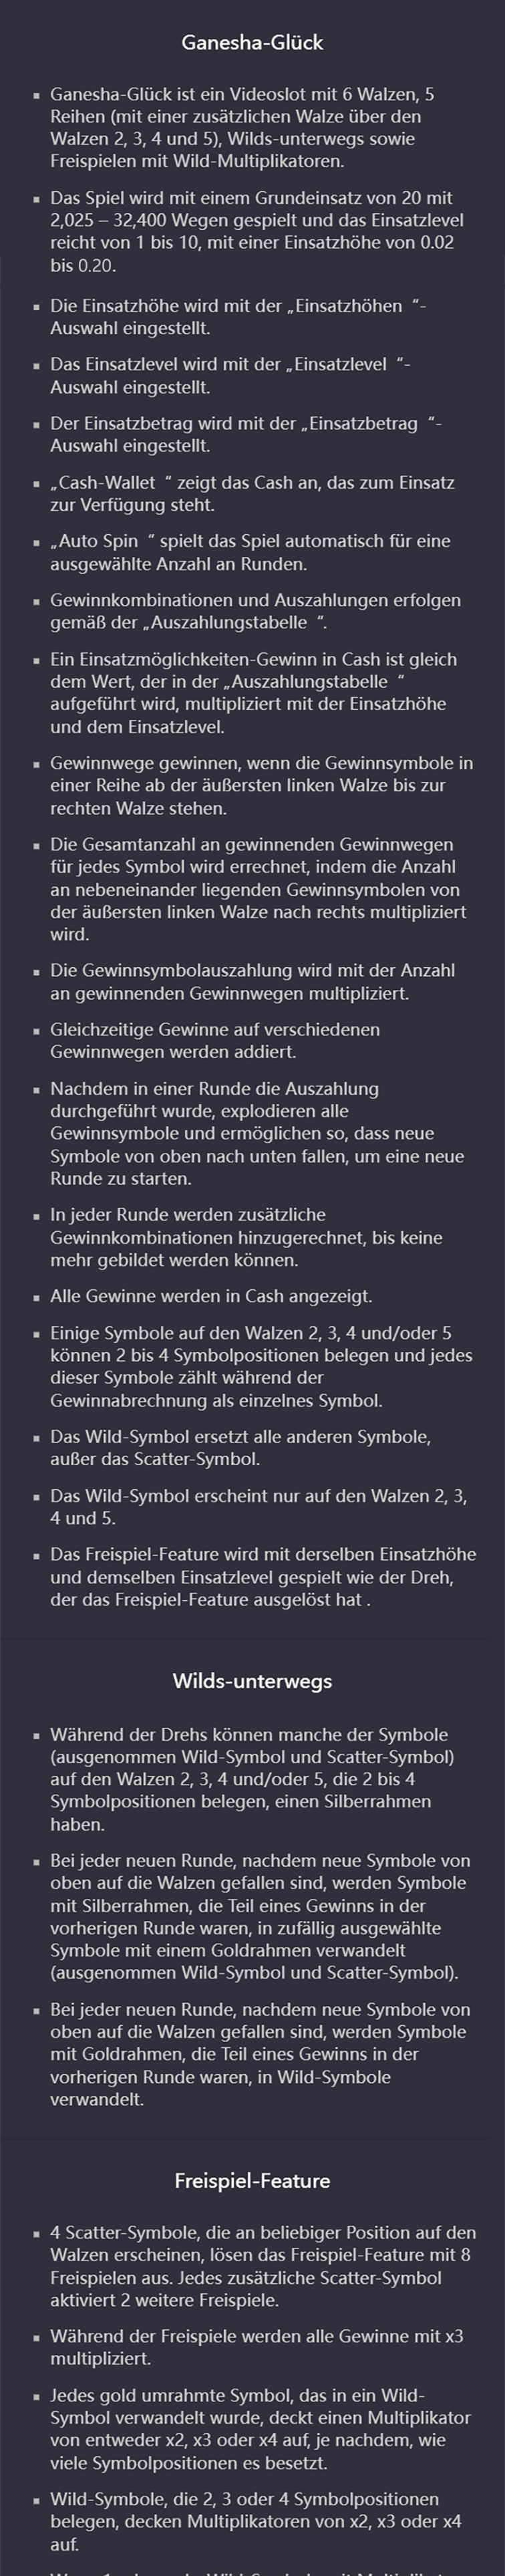 Ganesha-Glück
▪ Ganesha-Glück ist ein Videoslot mit 6 Walzen, 5
Reihen (mit einer zusätzlichen Walze über den
Walzen 2, 3, 4 und 5), Wilds-unterwegs sowie
Freispielen mit Wild-Multiplikatoren.
▪ Das Spiel wird mit einem Grundeinsatz von 20 mit
2,025 – 32,400 Wegen gespielt und das Einsatzlevel
reicht von 1 bis 10, mit einer Einsatzhöhe von 0.02
bis 0.20.
▪ Die Einsatzhöhe wird mit der „Einsatzhöhen “-
Auswahl eingestellt.
▪ Das Einsatzlevel wird mit der „Einsatzlevel “-
Auswahl eingestellt.
▪ Der Einsatzbetrag wird mit der „Einsatzbetrag “-
Auswahl eingestellt.
▪ „Cash-Wallet “ zeigt das Cash an, das zum Einsatz
zur Verfügung steht.
▪ „Auto Spin “ spielt das Spiel automatisch für eine
ausgewählte Anzahl an Runden.
▪ Gewinnkombinationen und Auszahlungen erfolgen
gemäß der „Auszahlungstabelle “.
▪ Ein Einsatzmöglichkeiten-Gewinn in Cash ist gleich
dem Wert, der in der „Auszahlungstabelle “
aufgeführt wird, multipliziert mit der Einsatzhöhe
und dem Einsatzlevel.
▪ Gewinnwege gewinnen, wenn die Gewinnsymbole in
einer Reihe ab der äußersten linken Walze bis zur
rechten Walze stehen.
▪ Die Gesamtanzahl an gewinnenden Gewinnwegen
für jedes Symbol wird errechnet, indem die Anzahl
an nebeneinander liegenden Gewinnsymbolen von
der äußersten linken Walze nach rechts multipliziert
wird.
▪ Die Gewinnsymbolauszahlung wird mit der Anzahl
an gewinnenden Gewinnwegen multipliziert.
▪ Gleichzeitige Gewinne auf verschiedenen
Gewinnwegen werden addiert.
▪ Nachdem in einer Runde die Auszahlung
durchgeführt wurde, explodieren alle
Gewinnsymbole und ermöglichen so, dass neue
Symbole von oben nach unten fallen, um eine neue
Runde zu starten.
▪ In jeder Runde werden zusätzliche
Gewinnkombinationen hinzugerechnet, bis keine
mehr gebildet werden können.
▪ Alle Gewinne werden in Cash angezeigt.
▪ Einige Symbole auf den Walzen 2, 3, 4 und/oder 5
können 2 bis 4 Symbolpositionen belegen und jedes
dieser Symbole zählt während der
Gewinnabrechnung als einzelnes Symbol.
▪ Das Wild-Symbol ersetzt alle anderen Symbole,
außer das Scatter-Symbol.
▪ Das Wild-Symbol erscheint nur auf den Walzen 2, 3,
4 und 5.
▪ Das Freispiel-Feature wird mit derselben Einsatzhöhe
und demselben Einsatzlevel gespielt wie der Dreh,
der das Freispiel-Feature ausgelöst hat .
Wilds-unterwegs
▪ Während der Drehs können manche der Symbole
(ausgenommen Wild-Symbol und Scatter-Symbol)
auf den Walzen 2, 3, 4 und/oder 5, die 2 bis 4
Symbolpositionen belegen, einen Silberrahmen
haben.
▪ Bei jeder neuen Runde, nachdem neue Symbole von
oben auf die Walzen gefallen sind, werden Symbole
mit Silberrahmen, die Teil eines Gewinns in der
vorherigen Runde waren, in zufällig ausgewählte
Symbole mit einem Goldrahmen verwandelt
(ausgenommen Wild-Symbol und Scatter-Symbol).
▪ Bei jeder neuen Runde, nachdem neue Symbole von
oben auf die Walzen gefallen sind, werden Symbole
mit Goldrahmen, die Teil eines Gewinns in der
vorherigen Runde waren, in Wild-Symbole
verwandelt.
Freispiel-Feature
▪ 4 Scatter-Symbole, die an beliebiger Position auf den
Walzen erscheinen, lösen das Freispiel-Feature mit 8
Freispielen aus. Jedes zusätzliche Scatter-Symbol
aktiviert 2 weitere Freispiele.
▪ Während der Freispiele werden alle Gewinne mit x3
multipliziert.
▪ Jedes gold umrahmte Symbol, das in ein Wild-
Symbol verwandelt wurde, deckt einen Multiplikator
von entweder x2, x3 oder x4 auf, je nachdem, wie
viele Symbolpositionen es besetzt.
▪ Wild-Symbole, die 2, 3 oder 4 Symbolpositionen
belegen, decken Multiplikatoren von x2, x3 oder x4
auf.